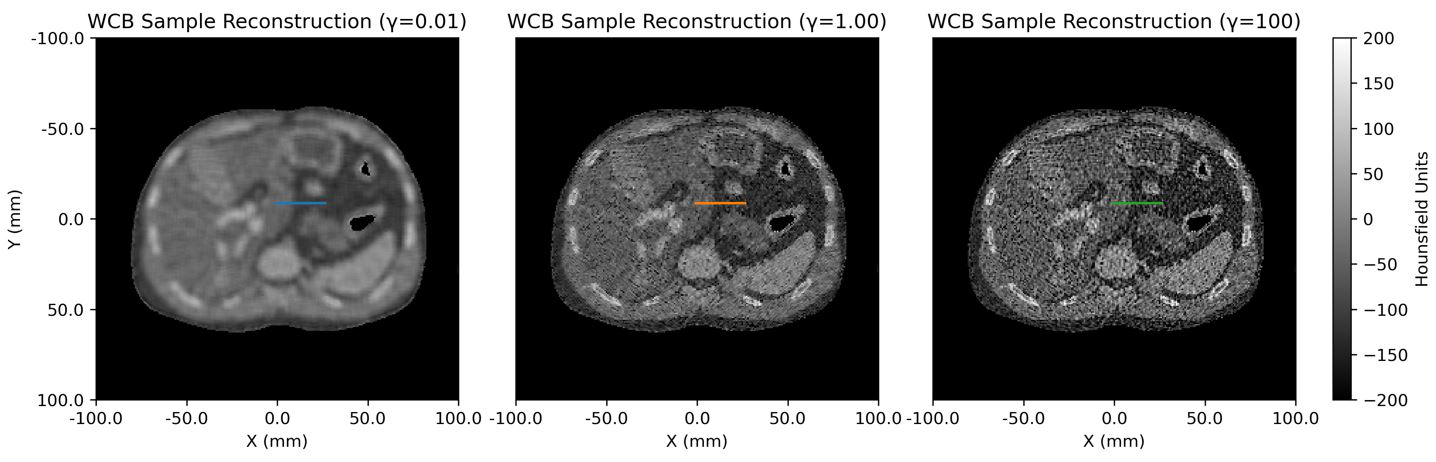 WCB Sample Reconstruction (γ=0.01)
WCB Sample Reconstruction (γ=1.00)
WCB Sample Reconstruction (γ=100)
-100.0
-50.0
0.0
50.0
100.0
Y (mm)
-100.0 -50.0 0.0 50.0 100.0
X (mm)
-100.0 -50.0 0.0 50.0 100.0
X (mm)
-100.0 -50.0 0.0 50.0 100.0
X (mm)
200
150
100
50
0
−50
−100
−150
−200
Hounsfield Units